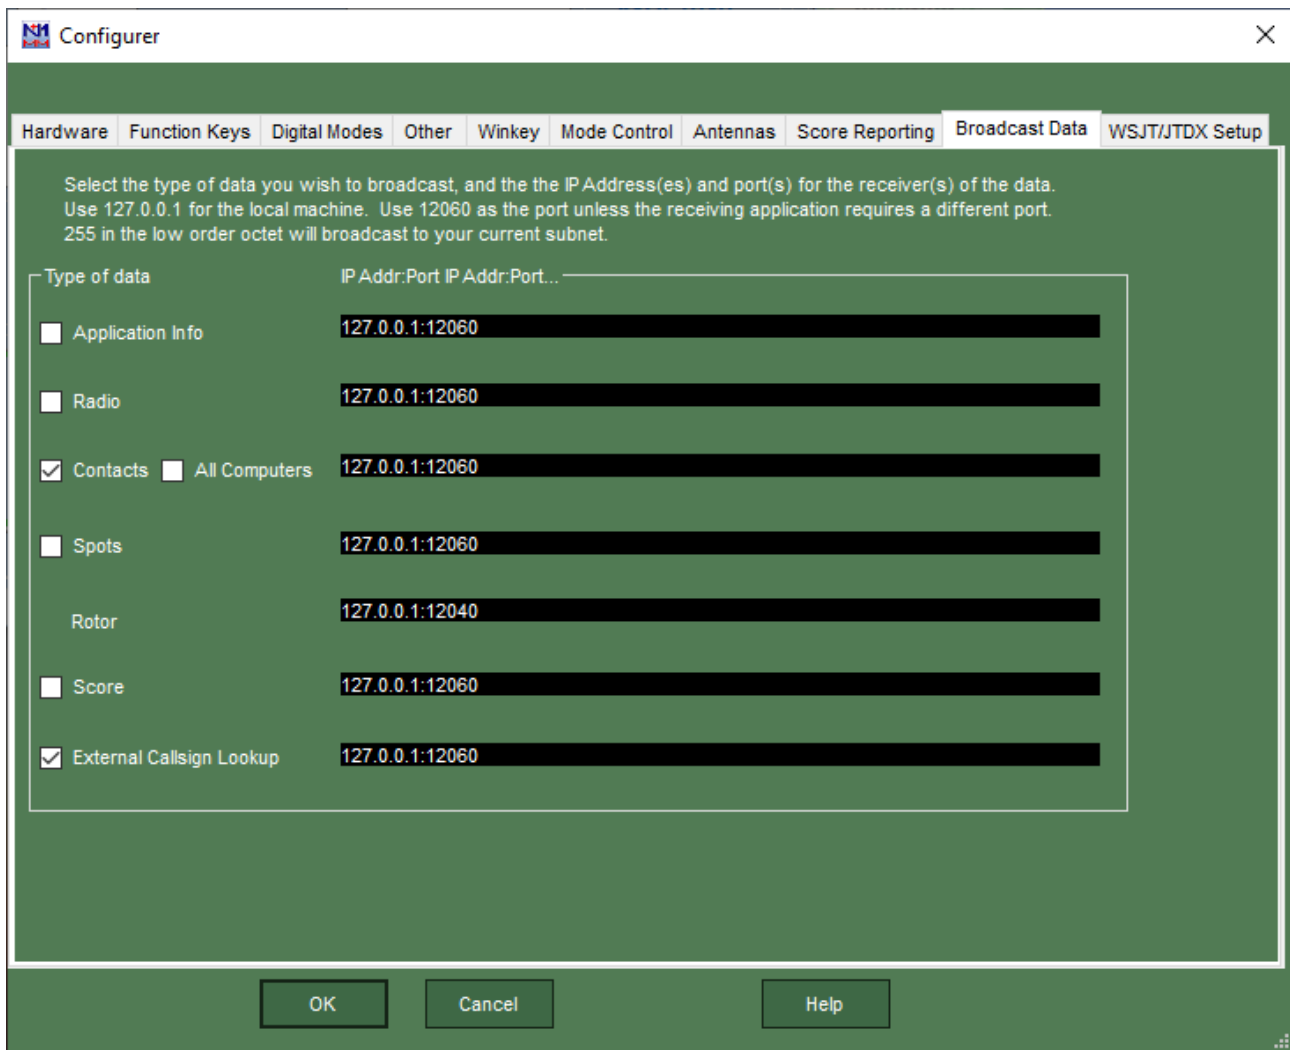 Configurer
Hardware Function Keys Digital Modes Other Winkey Mode Control Antennas Score Reporting Broadcast Data WSJT/JTDX Setup
Select the type of data you wish to broadcast, and the the IP Address(es) and port(s) for the receiver(s) of the data.
Use 127.0.0.1 for the local machine. Use 12060 as the port unless the receiving application requires a different port.
255 in the low order octet will broadcast to your current subnet.
Type of data IP Addr:Port IP Addr:Port...
Application Info 127.0.0.1:12060
Radio 127.0.0.1:12060
Contacts All Computers 127.0.0.1:12060
Spots 127.0.0.1:12060
Rotor 127.0.0.1:12040
Score 127.0.0.1:12060
External Callsign Lookup 127.0.0.1:12060
OK Cancel Help